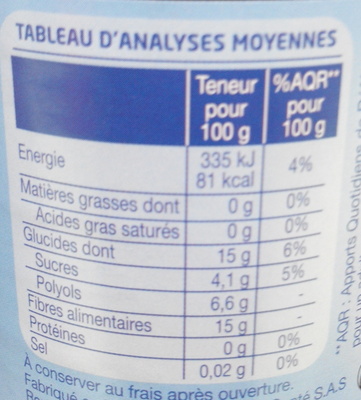 TABLEAU D'ANALYSES MOYENNES
Teneur pour 100 g %AQR** pour 100 g
Energie 335 kJ 81 kcal 4%
Matières grasses dont 0 g 0%
Acides gras saturés 0 g 0%
Glucides dont 15 g 6%
Sucres 4,1 g 5%
Polyols 6,6 g -
Fibres alimentaires 15 g -
Protéines 0 g 0%
Sel 0,02 g 0%
À conserver au frais après ouverture.
Fabriqué
S.A.S
**AQR : Apports Quotidiens